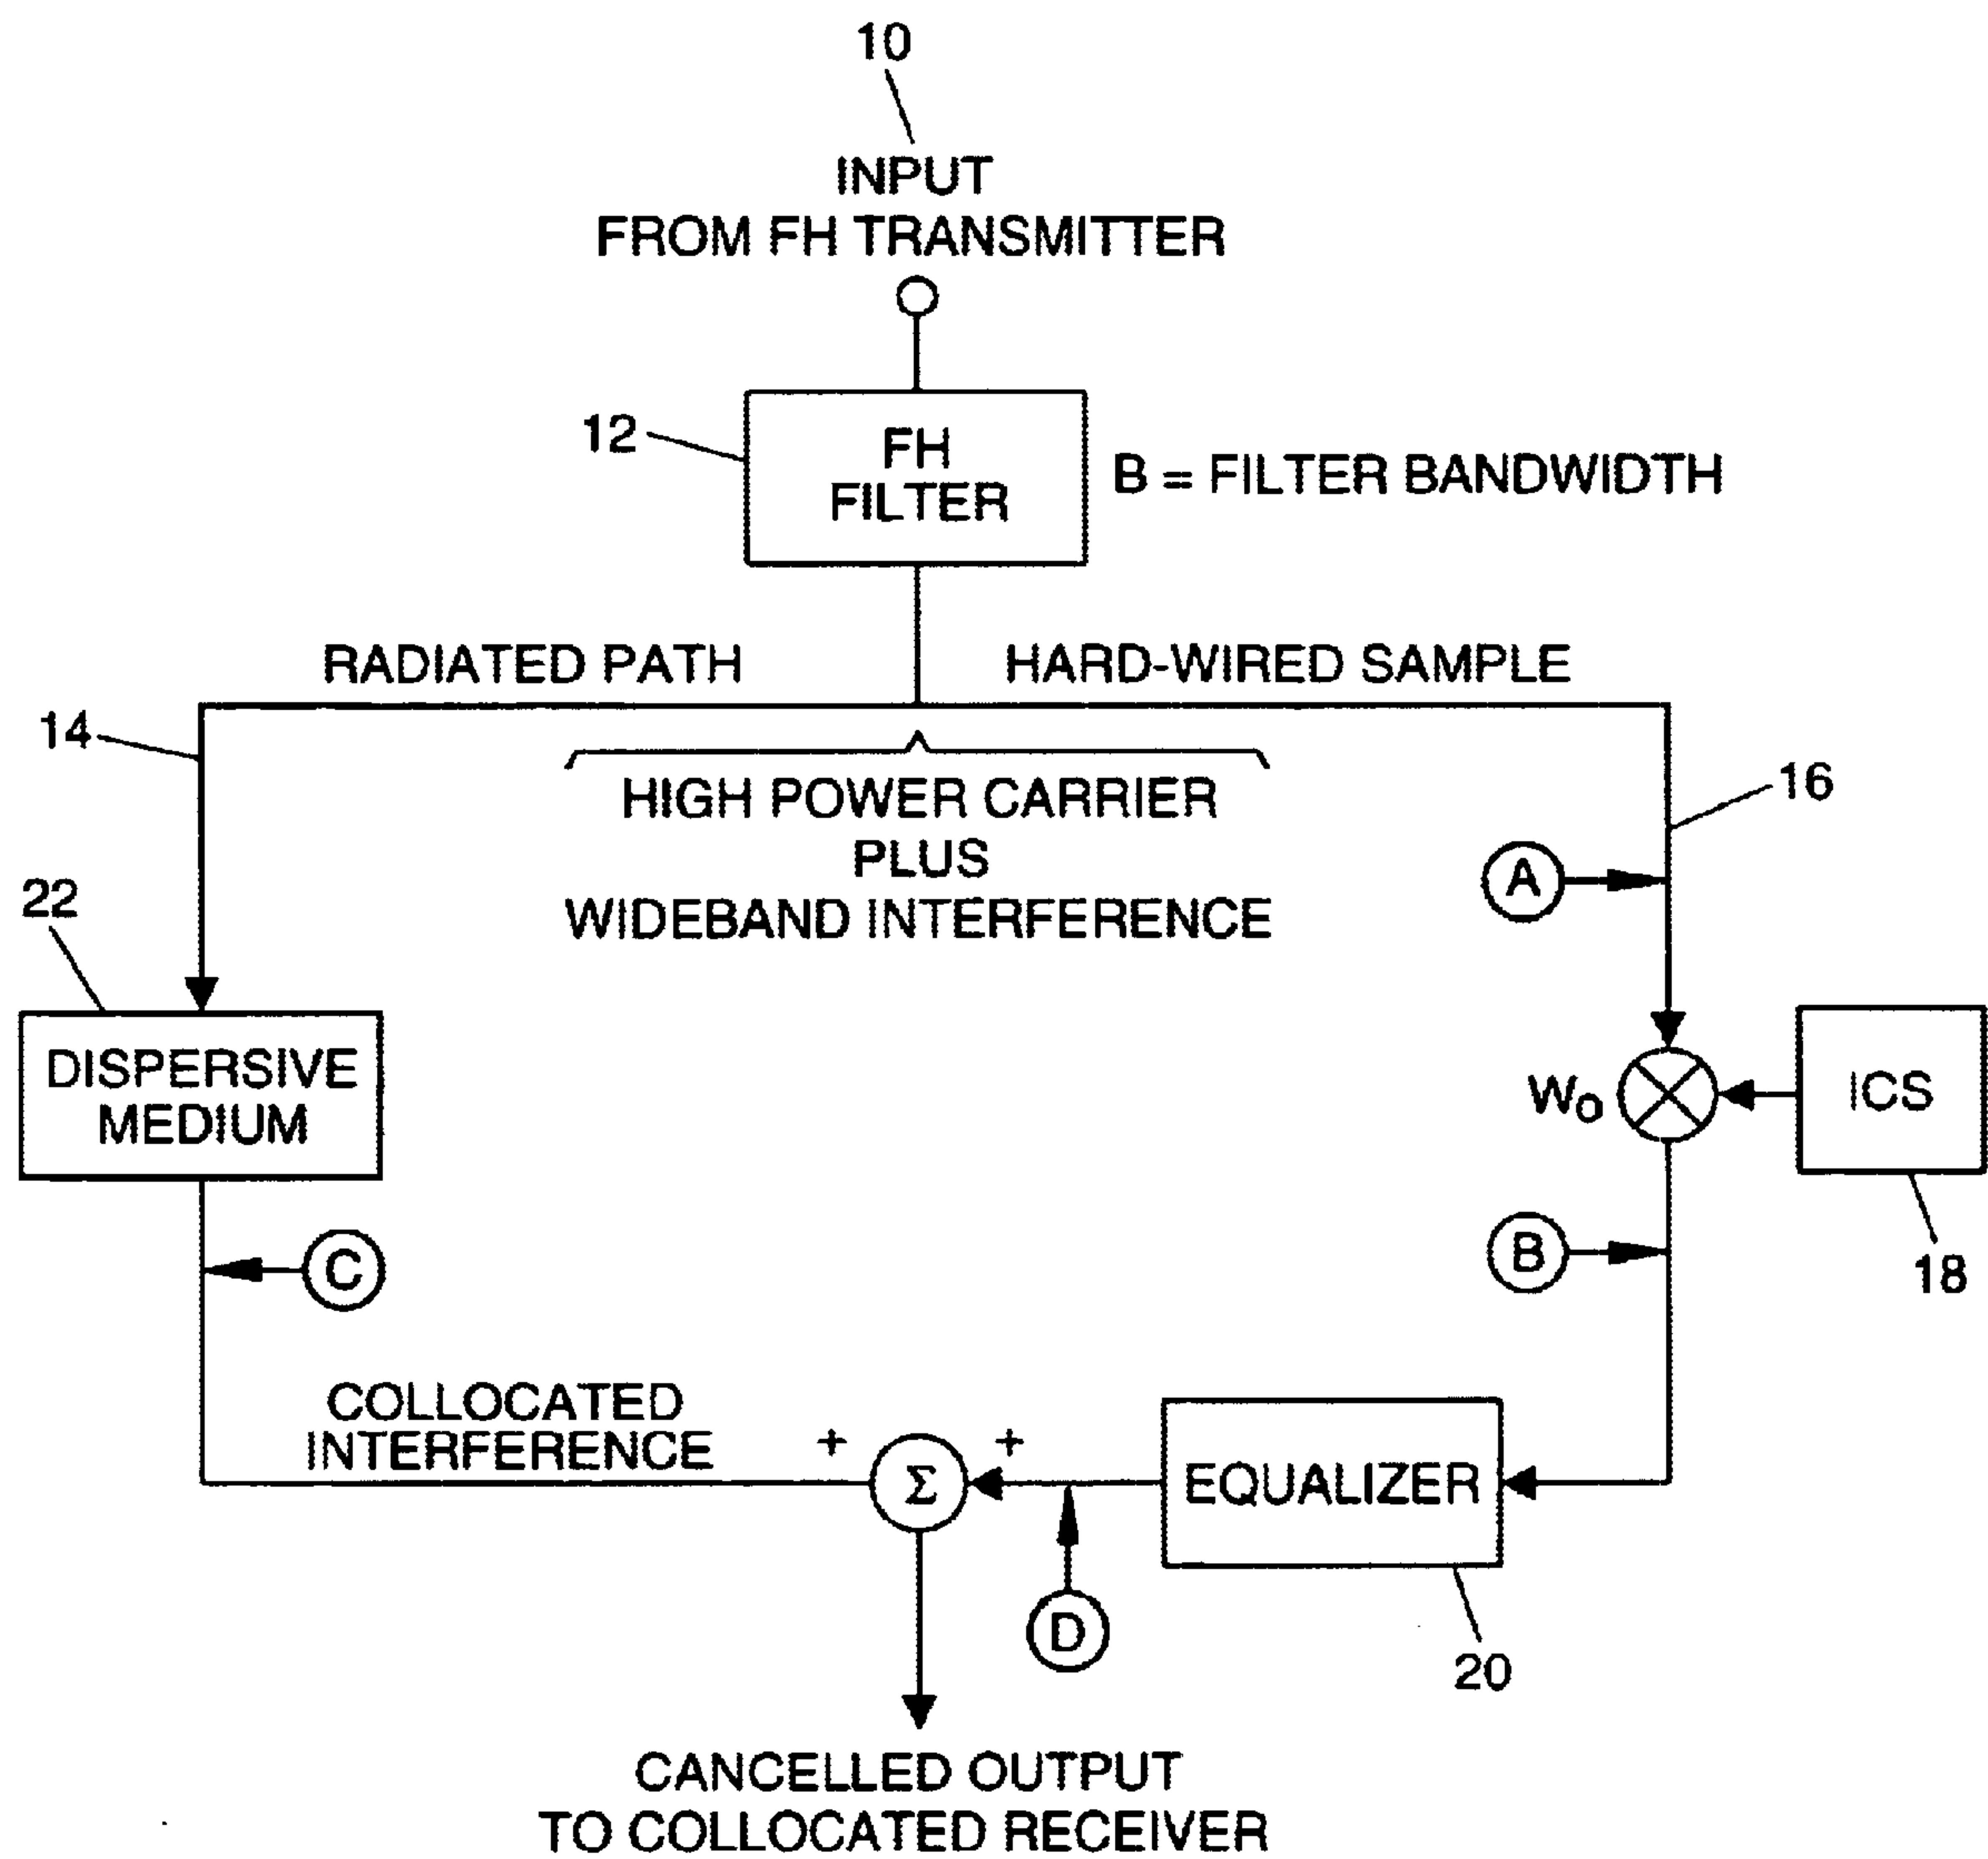 10
INPUT
FROM FH TRANSMITTER
12
FH
FILTER
B = FILTER BANDWIDTH
RADIATED PATH
HARD-WIRED SAMPLE
14
HIGH POWER CARRIER
PLUS
WIDEBAND INTERFERENCE
16
A
22
DISPERSIVE
MEDIUM
Wo
ICS
18
B
C
COLLOCATED
INTERFERENCE
+
Σ
+
EQUALIZER
D
20
CANCELLED OUTPUT
TO COLLOCATED RECEIVER